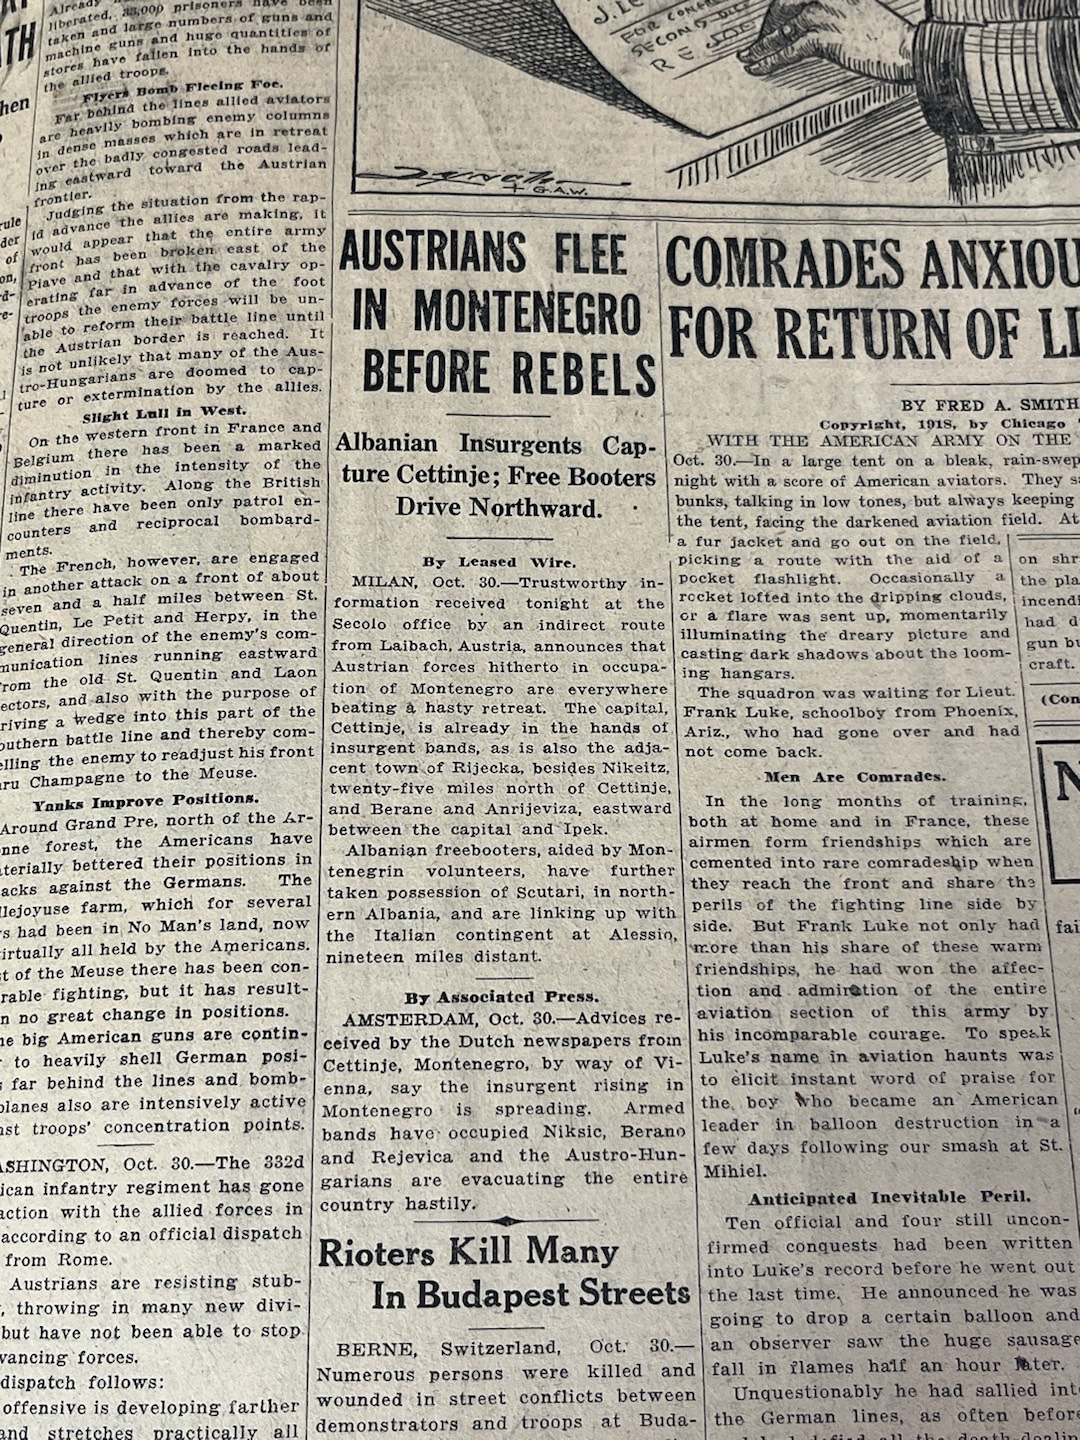 ATH
hen
rule
der
of
on,
rd-
re-
Already
liberated, 33,000 prisoners have been
taken and large numbers of guns and
machine guns and huge quantities of
stores have fallen into the hands of
the allied troops.
Flyers Bomb Fleeing Foe.
Far behind the lines allied aviators
are heavily bombing enemy columns
in dense masses which are in retreat
over the badly congested roads lead-
ing eastward toward the Austrian
frontier.
Judging the situation from the rap-
id advance the allies are making, it
would appear that the entire army
front has been broken east of the
Piave and that with the cavalry op-
erating far in advance of the foot
troops the enemy forces will be un-
able to reform their battle line until
the Austrian border is reached. It
is not unlikely that many of the Aus-
tro-Hungarians are doomed to cap-
ture or extermination by the allies.
Slight Lull in West.
On the western front in France and
Belgium there has been a marked
diminution in the intensity of the
infantry activity. Along the British
line there have been only patrol en-
counters and reciprocal bombard-
ments.
The French, however, are engaged
in another attack on a front of about
seven and a half miles between St.
Quentin, Le Petit and Herpy, in the
general direction of the enemy's com-
munication lines running eastward
rom the old St. Quentin and Laon
ectors, and also with the purpose of
riving a wedge into this part of the
outhern battle line and thereby com-
elling the enemy to readjust his front
ru Champagne to the Meuse.
Yanks Improve Positions.
Around Grand Pre, north of the Ar-
nne forest, the Americans have
terially bettered their positions in
acks against the Germans. The
llejoyuse farm, which for several
s had been in No Man's land, now
irtually all held by the Americans.
t of the Meuse there has been con-
rable fighting, but it has result-
n no great change in positions.
he big American guns are contin-
to heavily shell German posi-
s far behind the lines and bomb-
planes also are intensively active
nst troops' concentration points.
ASHINGTON, Oct. 30.—The 332d
ican infantry regiment has gone
action with the allied forces in
according to an official dispatch
from Rome.
Austrians are resisting stub-
, throwing in many new divi-
but have not been able to stop
vancing forces.
dispatch follows:
offensive is developing farther
and stretches practically all
J. LE
FOR
SECOND
G.A.W.
AUSTRIANS FLEE
IN MONTENEGRO
BEFORE REBELS
Albanian Insurgents Cap-
ture Cettinje; Free Booters
Drive Northward.
By Leased Wire.
MILAN, Oct. 30.—Trustworthy in-
formation received tonight at the
Secolo office by an indirect route
from Laibach, Austria, announces that
Austrian forces hitherto in occupa-
tion of Montenegro are everywhere
beating a hasty retreat. The capital,
Cettinje, is already in the hands of
insurgent bands, as is also the adja-
cent town of Rijecka, besides Nikeitz,
twenty-five miles north of Cettinje,
and Berane and Anrijeviza, eastward
between the capital and Ipek.
Albanian freebooters, aided by Mon-
tenegrin volunteers, have further
taken possession of Scutari, in north-
ern Albania, and are linking up with
the Italian contingent at Alessio,
nineteen miles distant.
By Associated Press.
AMSTERDAM, Oct. 30.—Advices re-
ceived by the Dutch newspapers from
Cettinje, Montenegro, by way of Vi-
enna, say the insurgent rising in
Montenegro is spreading. Armed
bands have occupied Niksic, Berano
and Rejevica and the Austro-Hun-
garians are evacuating the entire
country hastily.
Rioters Kill Many
In Budapest Streets
BERNE, Switzerland, Oct. 30.—
Numerous persons were killed and
wounded in street conflicts between
demonstrators and troops at Buda-
COMRADES ANXIOU
FOR RETURN OF LI
BY FRED A. SMITH
Copyright, 1918, by Chicago
WITH THE AMERICAN ARMY ON THE
Oct. 30.—In a large tent on a bleak, rain-swep
night with a score of American aviators. They s
bunks, talking in low tones, but always keeping
the tent, facing the darkened aviation field. At
a fur jacket and go out on the field,
picking a route with the aid of a
pocket flashlight. Occasionally a
rocket lofted into the dripping clouds,
or a flare was sent up, momentarily
illuminating the dreary picture and
casting dark shadows about the loom-
ing hangars.
The squadron was waiting for Lieut.
Frank Luke, schoolboy from Phoenix,
Ariz., who had gone over and had
not come back.
Men Are Comrades.
In the long months of training,
both at home and in France, these
airmen form friendships which are
cemented into rare comradeship when
they reach the front and share the
perils of the fighting line side by
side. But Frank Luke not only had
more than his share of these warm
friendships, he had won the affec-
tion and admiration of the entire
aviation section of this army by
his incomparable courage. To speak
Luke's name in aviation haunts was
to elicit instant word of praise for
the boy who became an American
leader in balloon destruction in a
few days following our smash at St.
Mihiel.
Anticipated Inevitable Peril.
Ten official and four still uncon-
firmed conquests had been written
into Luke's record before he went out
the last time. He announced he was
going to drop a certain balloon and
an observer saw the huge sausage
fall in flames half an hour later.
Unquestionably he had sallied int
the German lines, as often before
on shr
the pla
incendi
had d
gun bu
craft.
(Con
N
fai